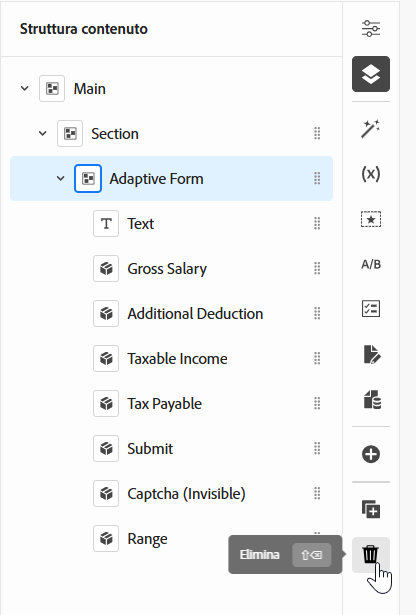 Struttura contenuto
Main
Section
Adaptive Form
T Text
Gross Salary
Additional Deduction
Taxable Income
Tax Payable
Submit
Captcha (Invisible)
Range
Elimina ⇧⌫
(x)
A/B